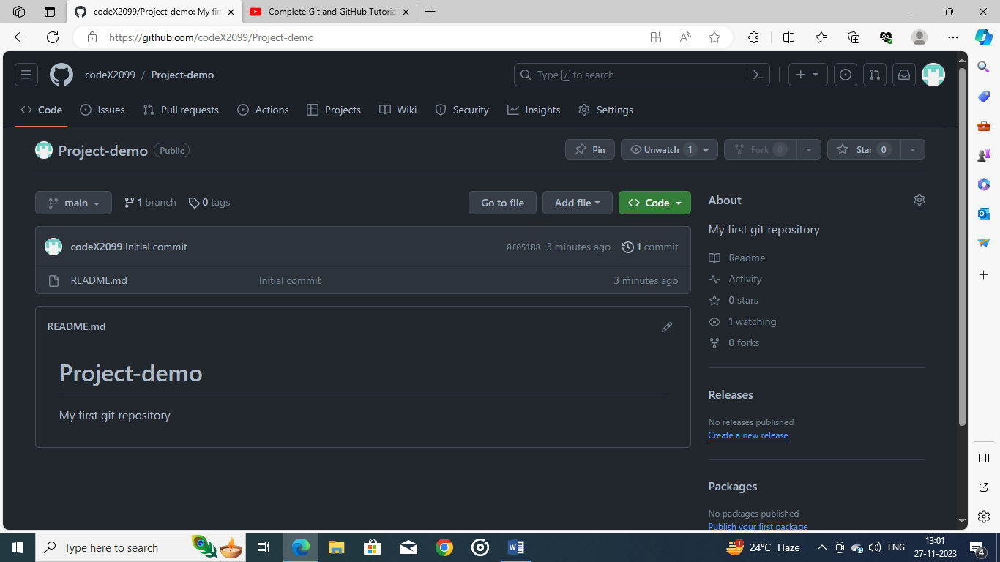 codeX2099/Project-demo: My firs
Complete Git and GitHub Tutoria
https://github.com/codeX2099/Project-demo
codeX2099 / Project-demo
Type / to search
Code Issues Pull requests Actions Projects Wiki Security Insights Settings
Project-demo Public
Pin Unwatch 1 Fork 0 Star 0
main 1 branch 0 tags Go to file Add file Code
codeX2099 Initial commit 0f05188 3 minutes ago 1 commit
README.md Initial commit 3 minutes ago
README.md
Project-demo
My first git repository
About
My first git repository
Readme
Activity
0 stars
1 watching
0 forks
Releases
No releases published
Create a new release
Packages
No packages published
Publish your first package
Type here to search
1
24°C Haze
ENG
13:01
27-11-2023
4